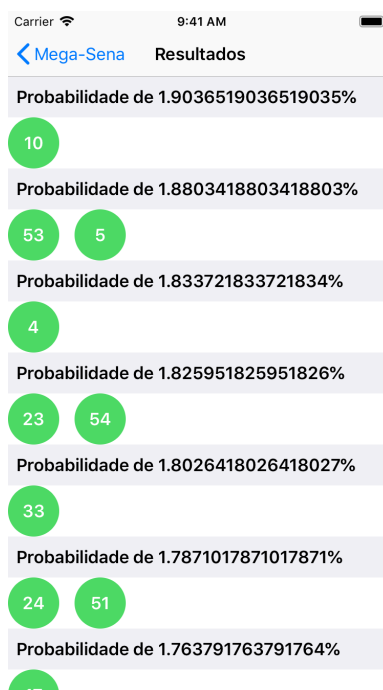 Carrier 9:41 AM
Mega-Sena Resultados
Probabilidade de 1.9036519036519035%
10
Probabilidade de 1.8803418803418803%
53 5
Probabilidade de 1.833721833721834%
4
Probabilidade de 1.825951825951826%
23 54
Probabilidade de 1.8026418026418027%
33
Probabilidade de 1.7871017871017871%
24 51
Probabilidade de 1.763791763791764%